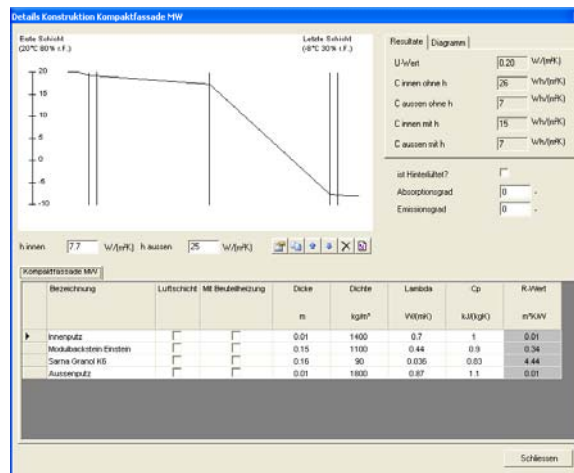 Details Konstruktion Kompaktfassade MW
Erste Schicht
(20°C 80% r.F.)
Letzte Schicht
(-8°C 30% r.F.)
20
15
10
5
0
-5
-10
h innen 7.7 W/(m²K) h aussen 25 W/(m²K)
Resultate Diagramm
U-Wert 0.20 W/(m²K)
C innen ohne h 26 Wh/(m²K)
C aussen ohne h 7 Wh/(m²K)
C innen mit h 15 Wh/(m²K)
C aussen mit h 7 Wh/(m²K)
ist Hinterlüftet?
Absorptionsgrad 0 -
Emissionsgrad 0 -
Kompaktfassade MW
Bezeichnung Luftschicht Mit Bauteilheizung Dicke Dichte Lambda Cp R-Wert
m kg/m³ W/(mK) kJ/(kgK) m²K/W
Innenputz 0.01 1400 0.7 1 0.01
Modulbackstein Einstein 0.15 1100 0.44 0.9 0.34
Sarna Granol K6 0.16 90 0.036 0.83 4.44
Aussenputz 0.01 1800 0.87 1.1 0.01
Schliessen